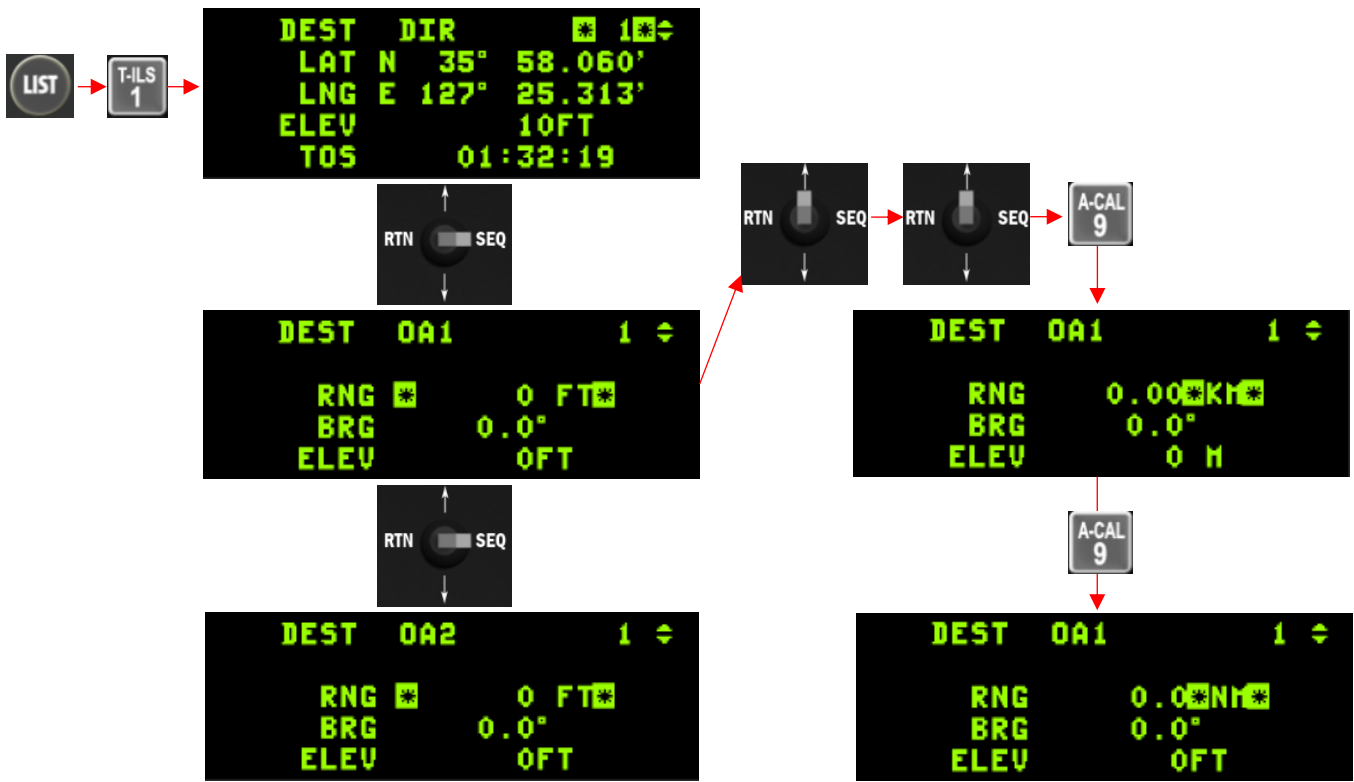 LIST
T-ILS
1
DEST DIR * 1*
LAT N 35° 58.060'
LNG E 127° 25.313'
ELEV 10FT
TOS 01:32:19
RTN SEQ
DEST OA1 1
RNG * 0 FT*
BRG 0.0°
ELEV 0FT
RTN SEQ
DEST OA2 1
RNG * 0 FT*
BRG 0.0°
ELEV 0FT
RTN SEQ
RTN SEQ
A-CAL
9
DEST OA1 1
RNG 0.00*KM*
BRG 0.0°
ELEV 0 M
A-CAL
9
DEST OA1 1
RNG 0.0*NM*
BRG 0.0°
ELEV 0FT